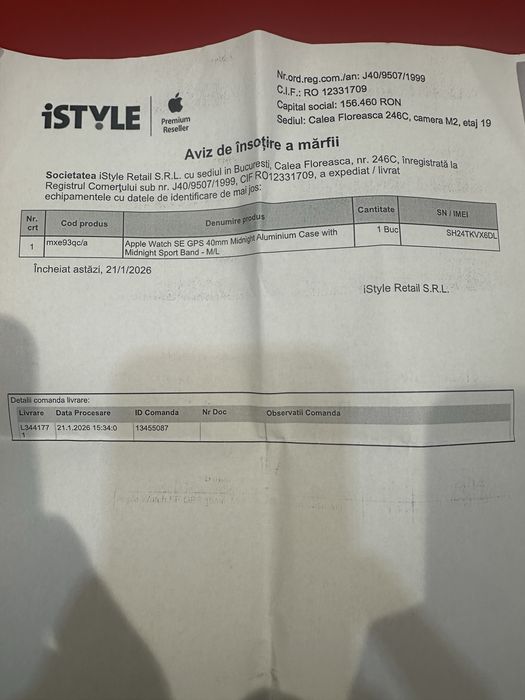 iSTYLE
Premium
Reseller
Nr.ord.reg.com./an: J40/9507/1999
C.I.F.: RO 12331709
Capital social: 156.460 RON
Sediul: Calea Floreasca 246C, camera M2, etaj 19
Aviz de însoțire a mărfii
Societatea iStyle Retail S.R.L. cu sediul in Bucuresti, Calea Floreasca, nr. 246C, înregistrată la
Registrul Comerțului sub nr. J40/9507/1999, CIF RO12331709, a expediat / livrat
echipamentele cu datele de identificare de mai jos:
Nr. crt Cod produs Denumire produs Cantitate SN / IMEI
1 mxe93qc/a Apple Watch SE GPS 40mm Midnight Aluminium Case with 1 Buc SH24TKVX6DL
Midnight Sport Band - M/L
Încheiat astăzi, 21/1/2026
iStyle Retail S.R.L.
Detalii comanda livrare:
Livrare Data Procesare ID Comanda Nr Doc Observatii Comanda
L344177 21.1.2026 15:34:0 13455087
1